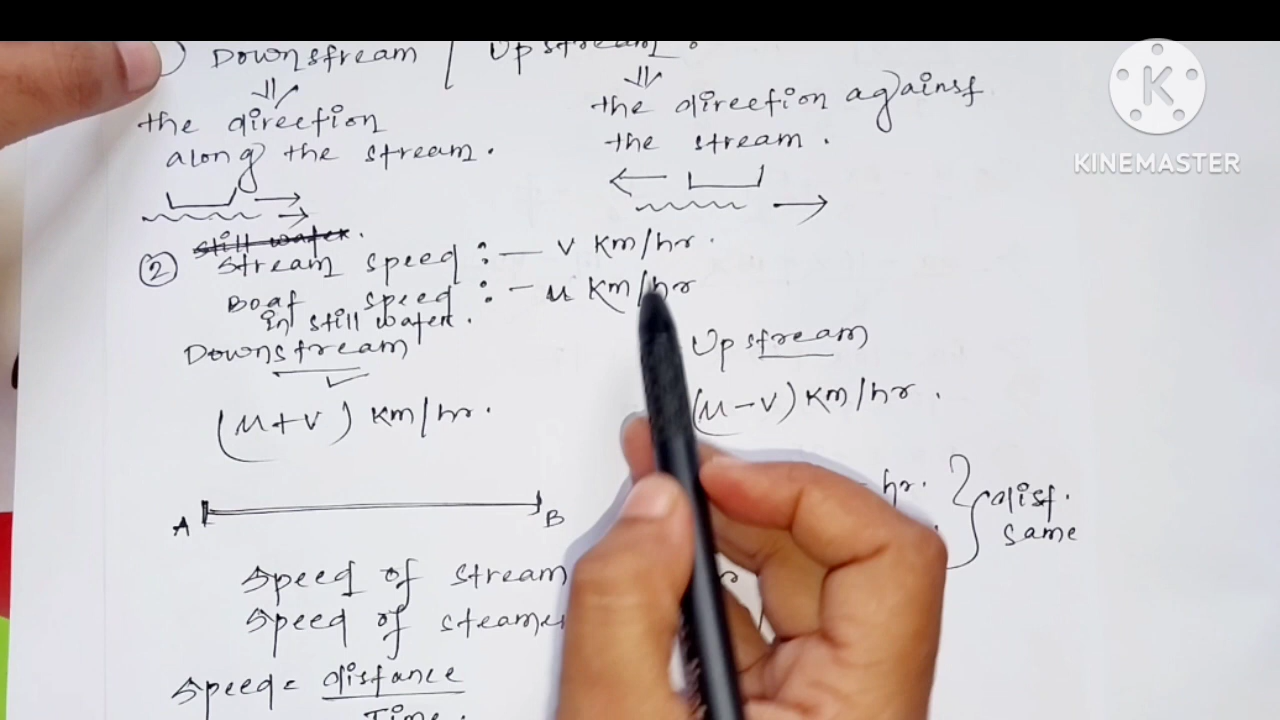 Downstream / Upstream :
the direction along the stream.
the direction against the stream.
KINEMASTER
② still water.
Stream speed :— v km/hr.
Boat speed :— u km/hr
in still water.
Downstream
Upstream
(u+v) km/hr.
(u-v) km/hr.
A B
hr. } dist. same
Speed of stream
Speed of steamer
Speed = distance
Time.